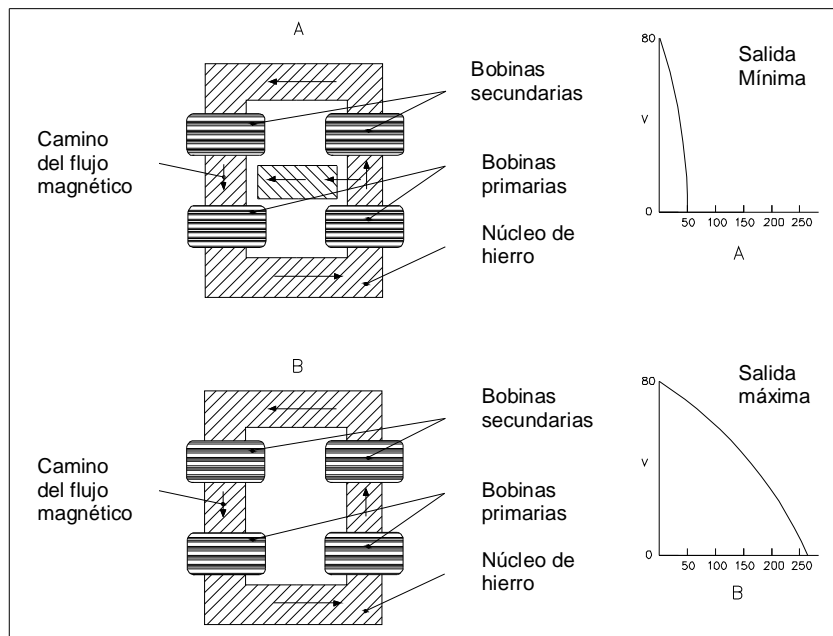 A
Bobinas
secundarias
Camino
del flujo
magnético
Bobinas
primarias
Núcleo de
hierro
80
Salida
Mínima
V
0
50 100 150 200 250
A
B
Bobinas
secundarias
Camino
del flujo
magnético
Bobinas
primarias
Núcleo de
hierro
80
Salida
máxima
V
0
50 100 150 200 250
B